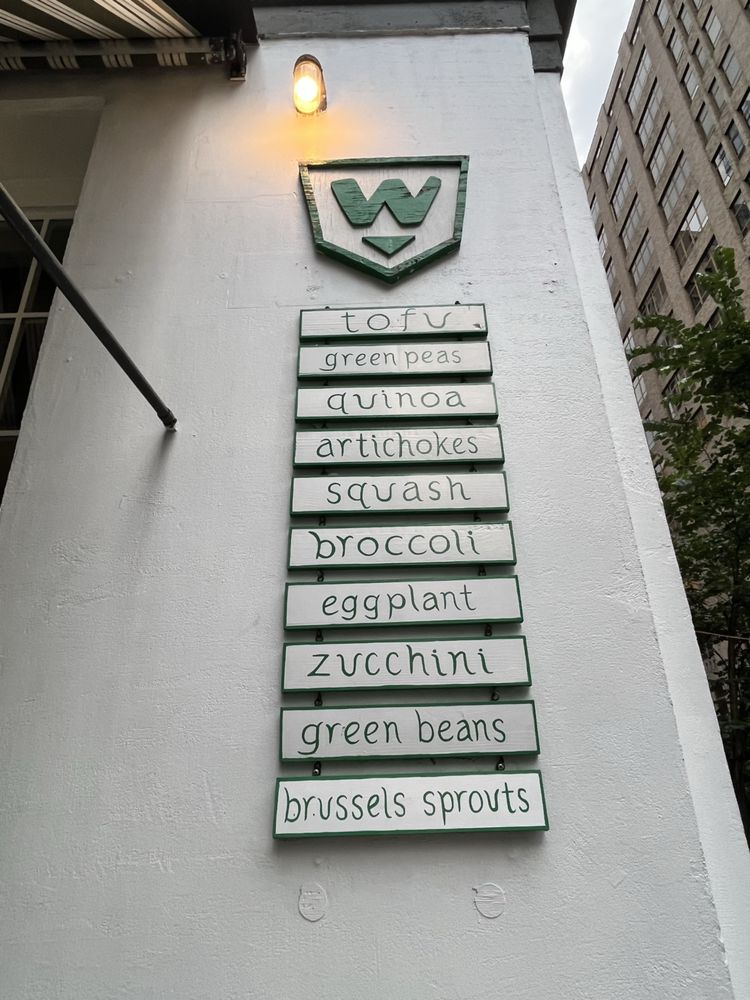 W
tofu
green peas
quinoa
artichokes
squash
broccoli
eggplant
zucchini
green beans
brussels sprouts